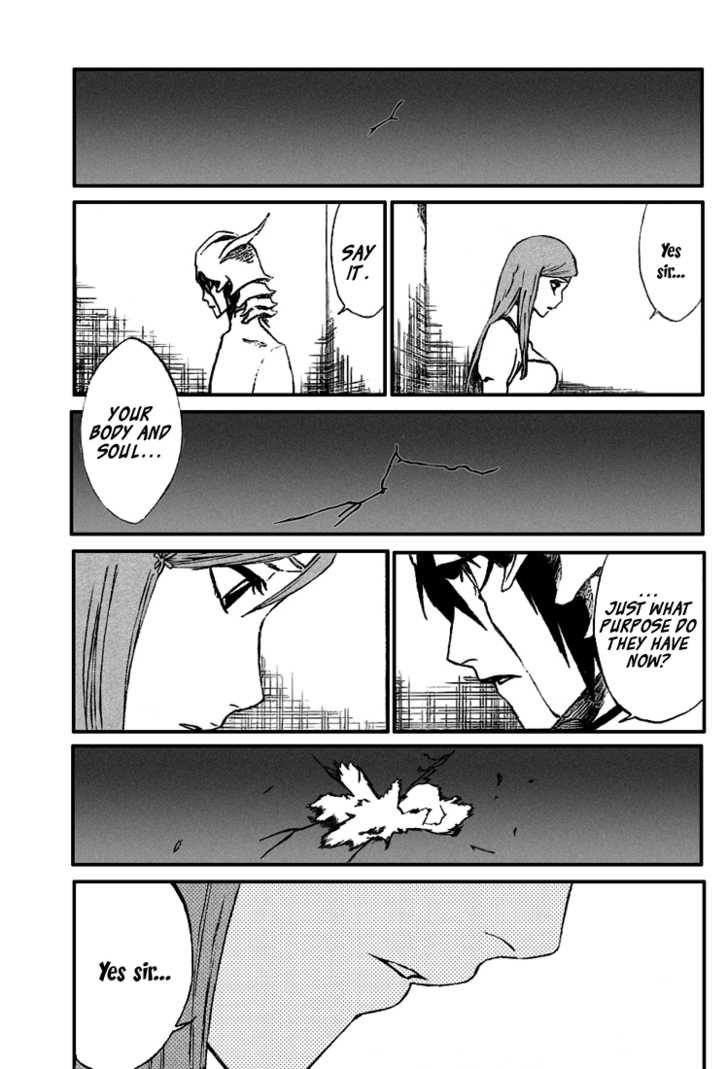 Yes
sir...
SAY
IT.
YOUR
BODY AND
SOUL...
...
JUST WHAT
PURPOSE DO
THEY HAVE
NOW?
Yes sir...